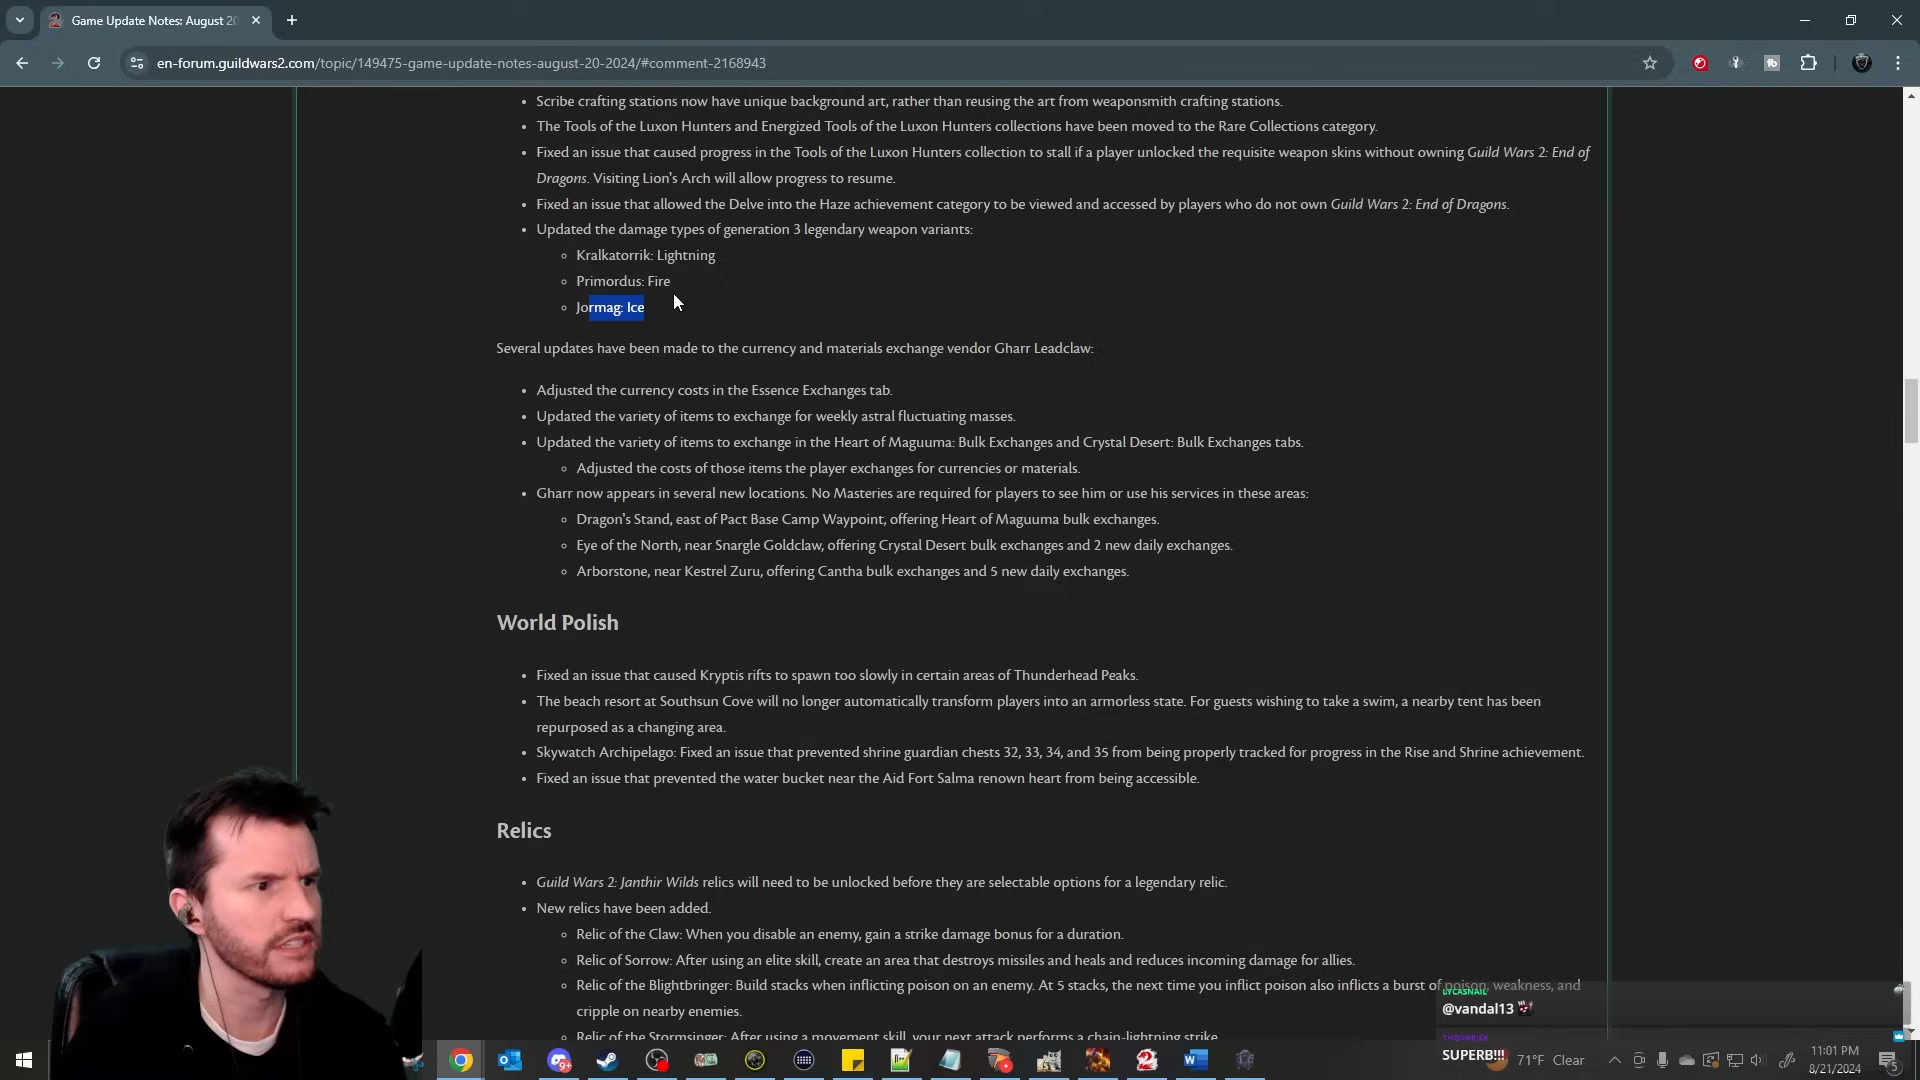 Game Update Notes: August 20
en-forum.guildwars2.com/topic/149475-game-update-notes-august-20-2024/#comment-2168943
Scribe crafting stations now have unique background art, rather than reusing the art from weaponsmith crafting stations.
The Tools of the Luxon Hunters and Energized Tools of the Luxon Hunters collections have been moved to the Rare Collections category.
Fixed an issue that caused progress in the Tools of the Luxon Hunters collection to stall if a player unlocked the requisite weapon skins without owning Guild Wars 2: End of
Dragons. Visiting Lion's Arch will allow progress to resume.
Fixed an issue that allowed the Delve into the Haze achievement category to be viewed and accessed by players who do not own Guild Wars 2: End of Dragons.
Updated the damage types of generation 3 legendary weapon variants:
Kralkatorrik: Lightning
Primordus: Fire
Jormag: Ice
Several updates have been made to the currency and materials exchange vendor Gharr Leadclaw:
Adjusted the currency costs in the Essence Exchanges tab.
Updated the variety of items to exchange for weekly astral fluctuating masses.
Updated the variety of items to exchange in the Heart of Maguuma: Bulk Exchanges and Crystal Desert: Bulk Exchanges tabs.
Adjusted the costs of those items the player exchanges for currencies or materials.
Gharr now appears in several new locations. No Masteries are required for players to see him or use his services in these areas:
Dragon's Stand, east of Pact Base Camp Waypoint, offering Heart of Maguuma bulk exchanges.
Eye of the North, near Snargle Goldclaw, offering Crystal Desert bulk exchanges and 2 new daily exchanges.
Arborstone, near Kestrel Zuru, offering Cantha bulk exchanges and 5 new daily exchanges.
World Polish
Fixed an issue that caused Kryptis rifts to spawn too slowly in certain areas of Thunderhead Peaks.
The beach resort at Southsun Cove will no longer automatically transform players into an armorless state. For guests wishing to take a swim, a nearby tent has been
repurposed as a changing area.
Skywatch Archipelago: Fixed an issue that prevented shrine guardian chests 32, 33, 34, and 35 from being properly tracked for progress in the Rise and Shrine achievement.
Fixed an issue that prevented the water bucket near the Aid Fort Salma renown heart from being accessible.
Relics
Guild Wars 2: Janthir Wilds relics will need to be unlocked before they are selectable options for a legendary relic.
New relics have been added.
Relic of the Claw: When you disable an enemy, gain a strike damage bonus for a duration.
Relic of Sorrow: After using an elite skill, create an area that destroys missiles and heals and reduces incoming damage for allies.
Relic of the Blightbringer: Build stacks when inflicting poison on an enemy. At 5 stacks, the next time you inflict poison also inflicts a burst of poison, weakness, and
cripple on nearby enemies.
Relic of the Stormsinger: After using a movement skill, your next attack performs a chain-lightning strike.
LYCASNAIL
@vandal13
SUPERB!!!
71°F Clear
11:01 PM
8/21/2024